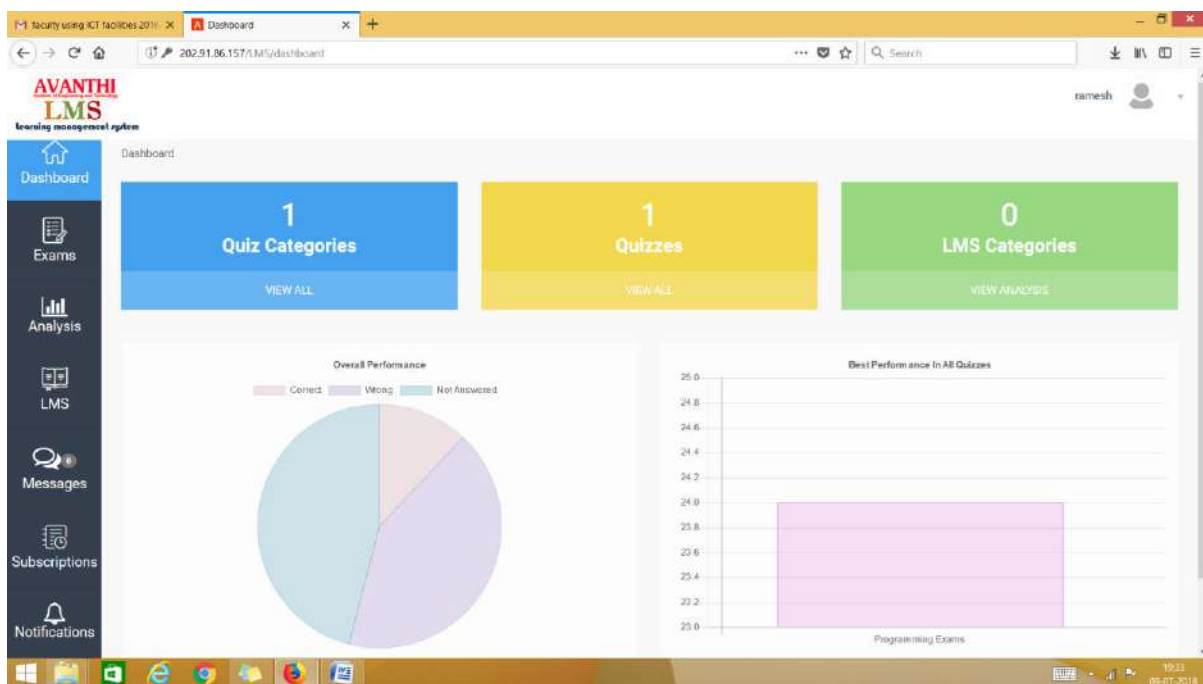 faculty using ICT facilities 201
Dashboard
202.91.86.157/LMS/dashboard
Search
AVANTHI
LMS
learning management system
ramesh
Dashboard
Exams
Analysis
LMS
Messages
Subscriptions
Notifications
Dashboard
1
Quiz Categories
VIEW ALL
1
Quizzes
VIEW ALL
0
LMS Categories
VIEW ANALYSIS
Overall Performance
Correct Wrong Not Answered
Best Performance In All Quizzes
25.0
24.8
24.6
24.4
24.2
24.0
23.8
23.6
23.4
23.2
23.0
Programming Exams
19:33
09-07-2018